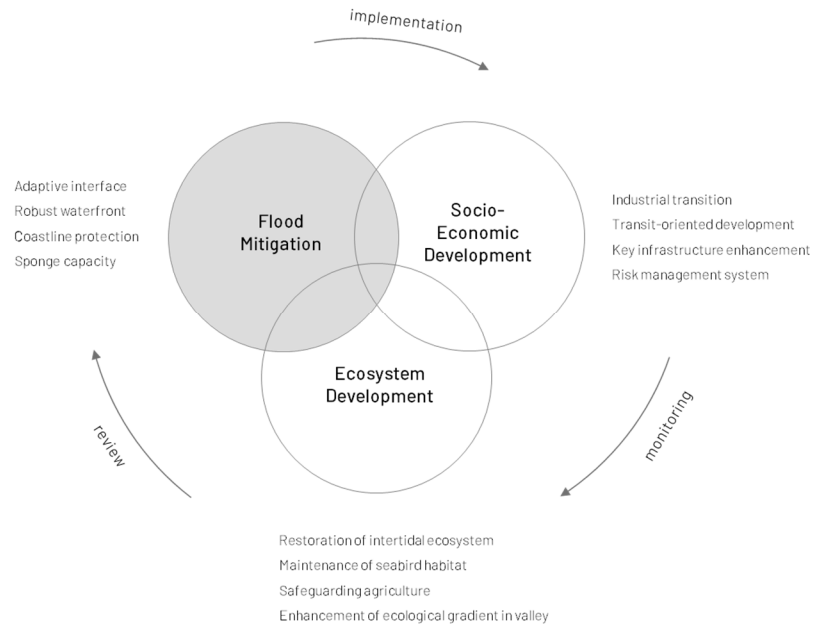 implementation
Adaptive interface
Robust waterfront
Coastline protection
Sponge capacity
Flood
Mitigation
Socio-
Economic
Development
Industrial transition
Transit-oriented development
Key infrastructure enhancement
Risk management system
Ecosystem
Development
review
monitoring
Restoration of intertidal ecosystem
Maintenance of seabird habitat
Safeguarding agriculture
Enhancement of ecological gradient in valley